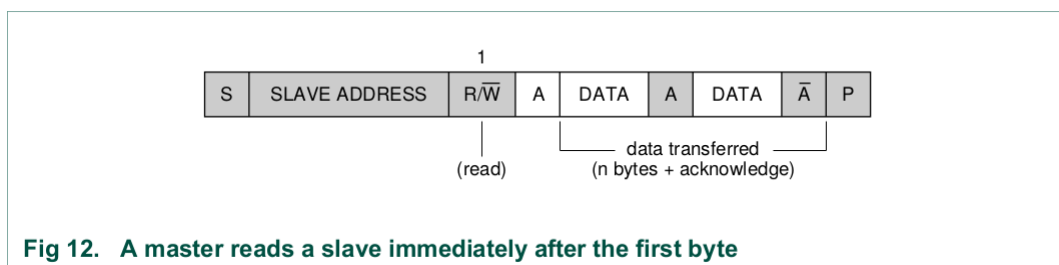 1
S SLAVE ADDRESS R/W̅ A DATA A DATA A̅ P
data transferred
(read) (n bytes + acknowledge)
Fig 12. A master reads a slave immediately after the first byte